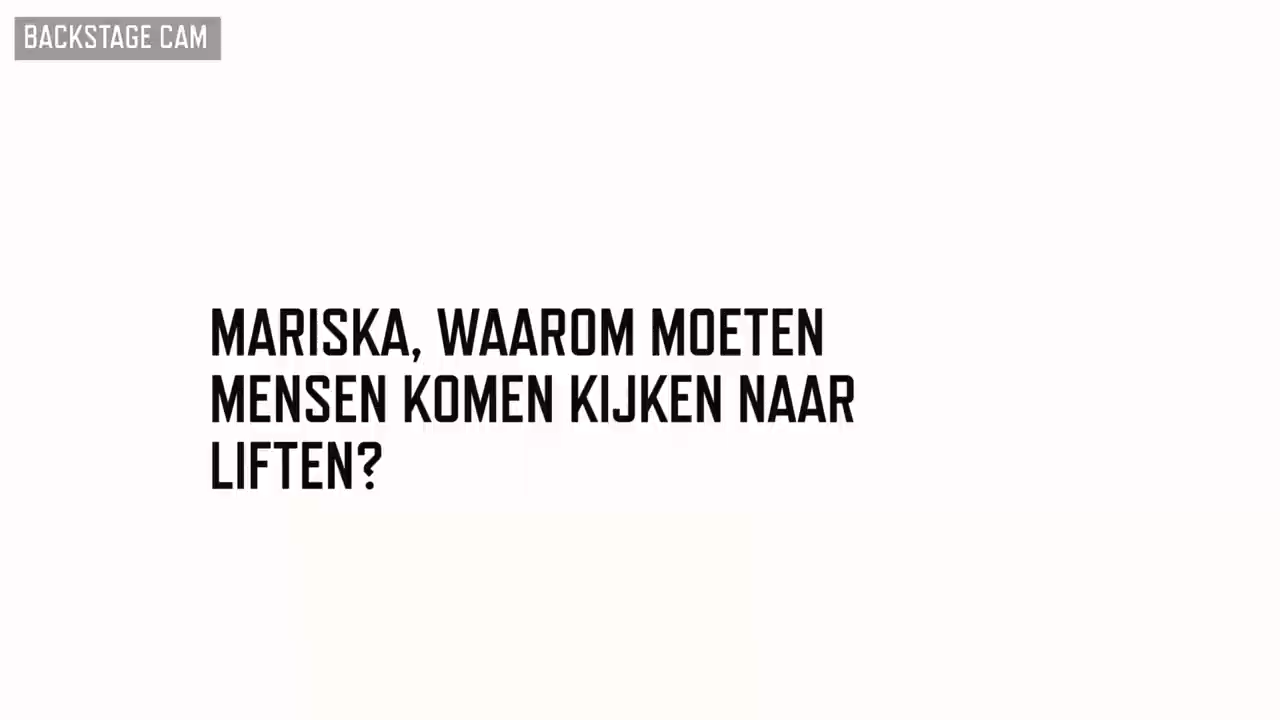 BACKSTAGE CAM
MARISKA, WAAROM MOETEN
MENSEN KOMEN KIJKEN NAAR
LIFTEN?